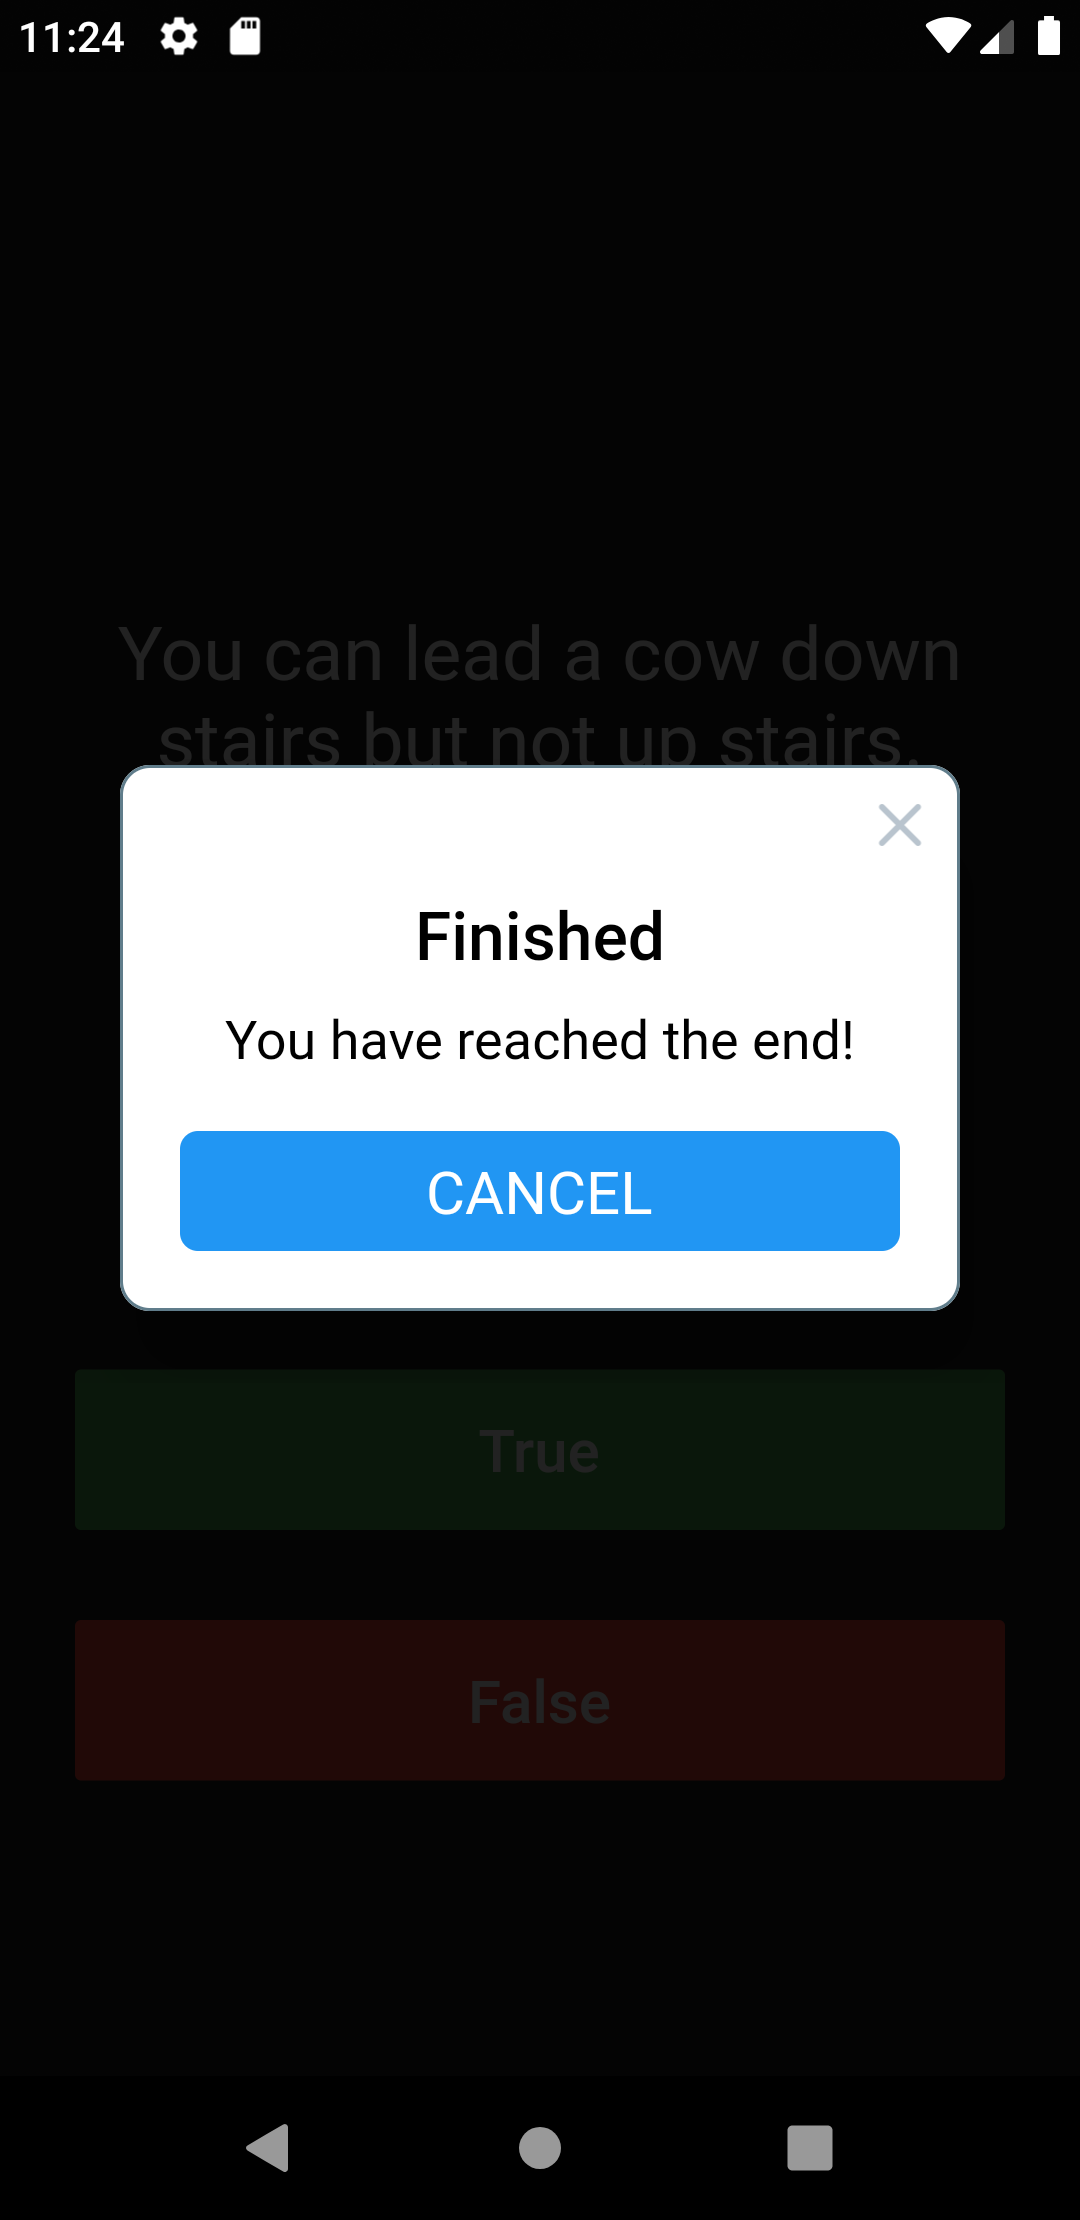 11:24
You can lead a cow down
stairs but not up stairs.
Finished
You have reached the end!
CANCEL
True
False